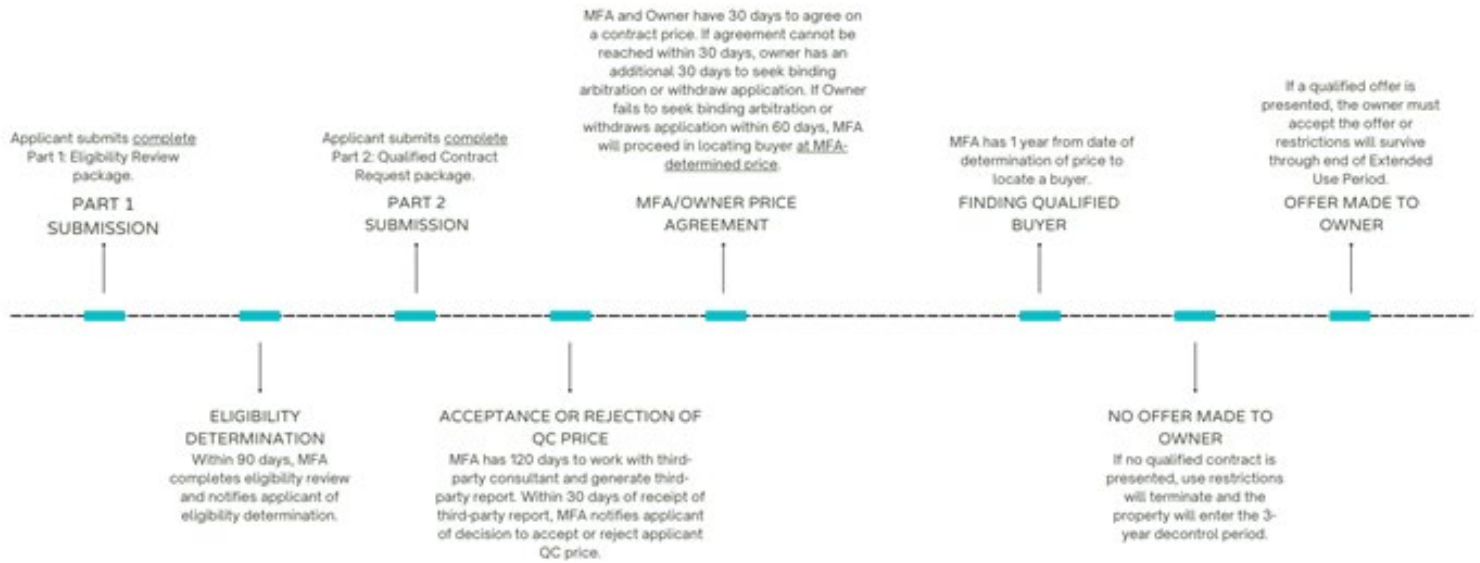 Applicant submits complete
Part 1: Eligibility Review
package.
PART 1
SUBMISSION
ELIGIBILITY
DETERMINATION
Within 90 days, MFA
completes eligibility review
and notifies applicant of
eligibility determination.
Applicant submits complete
Part 2: Qualified Contract
Request package.
PART 2
SUBMISSION
ACCEPTANCE OR REJECTION OF
QC PRICE
MFA has 120 days to work with third-
party consultant and generate third-
party report. Within 30 days of receipt of
third-party report, MFA notifies applicant
of decision to accept or reject applicant
QC price.
MFA and Owner have 30 days to agree on
a contract price. If agreement cannot be
reached within 30 days, owner has an
additional 30 days to seek binding
arbitration or withdraw application. If Owner
fails to seek binding arbitration or
withdraws application within 60 days, MFA
will proceed in locating buyer at MFA-
determined price.
MFA/OWNER PRICE
AGREEMENT
MFA has 1 year from date of
determination of price to
locate a buyer.
FINDING QUALIFIED
BUYER
NO OFFER MADE TO
OWNER
If no qualified contract is
presented, use restrictions
will terminate and the
property will enter the 3-
year decontrol period.
If a qualified offer is
presented, the owner must
accept the offer or
restrictions will survive
through end of Extended
Use Period.
OFFER MADE TO
OWNER